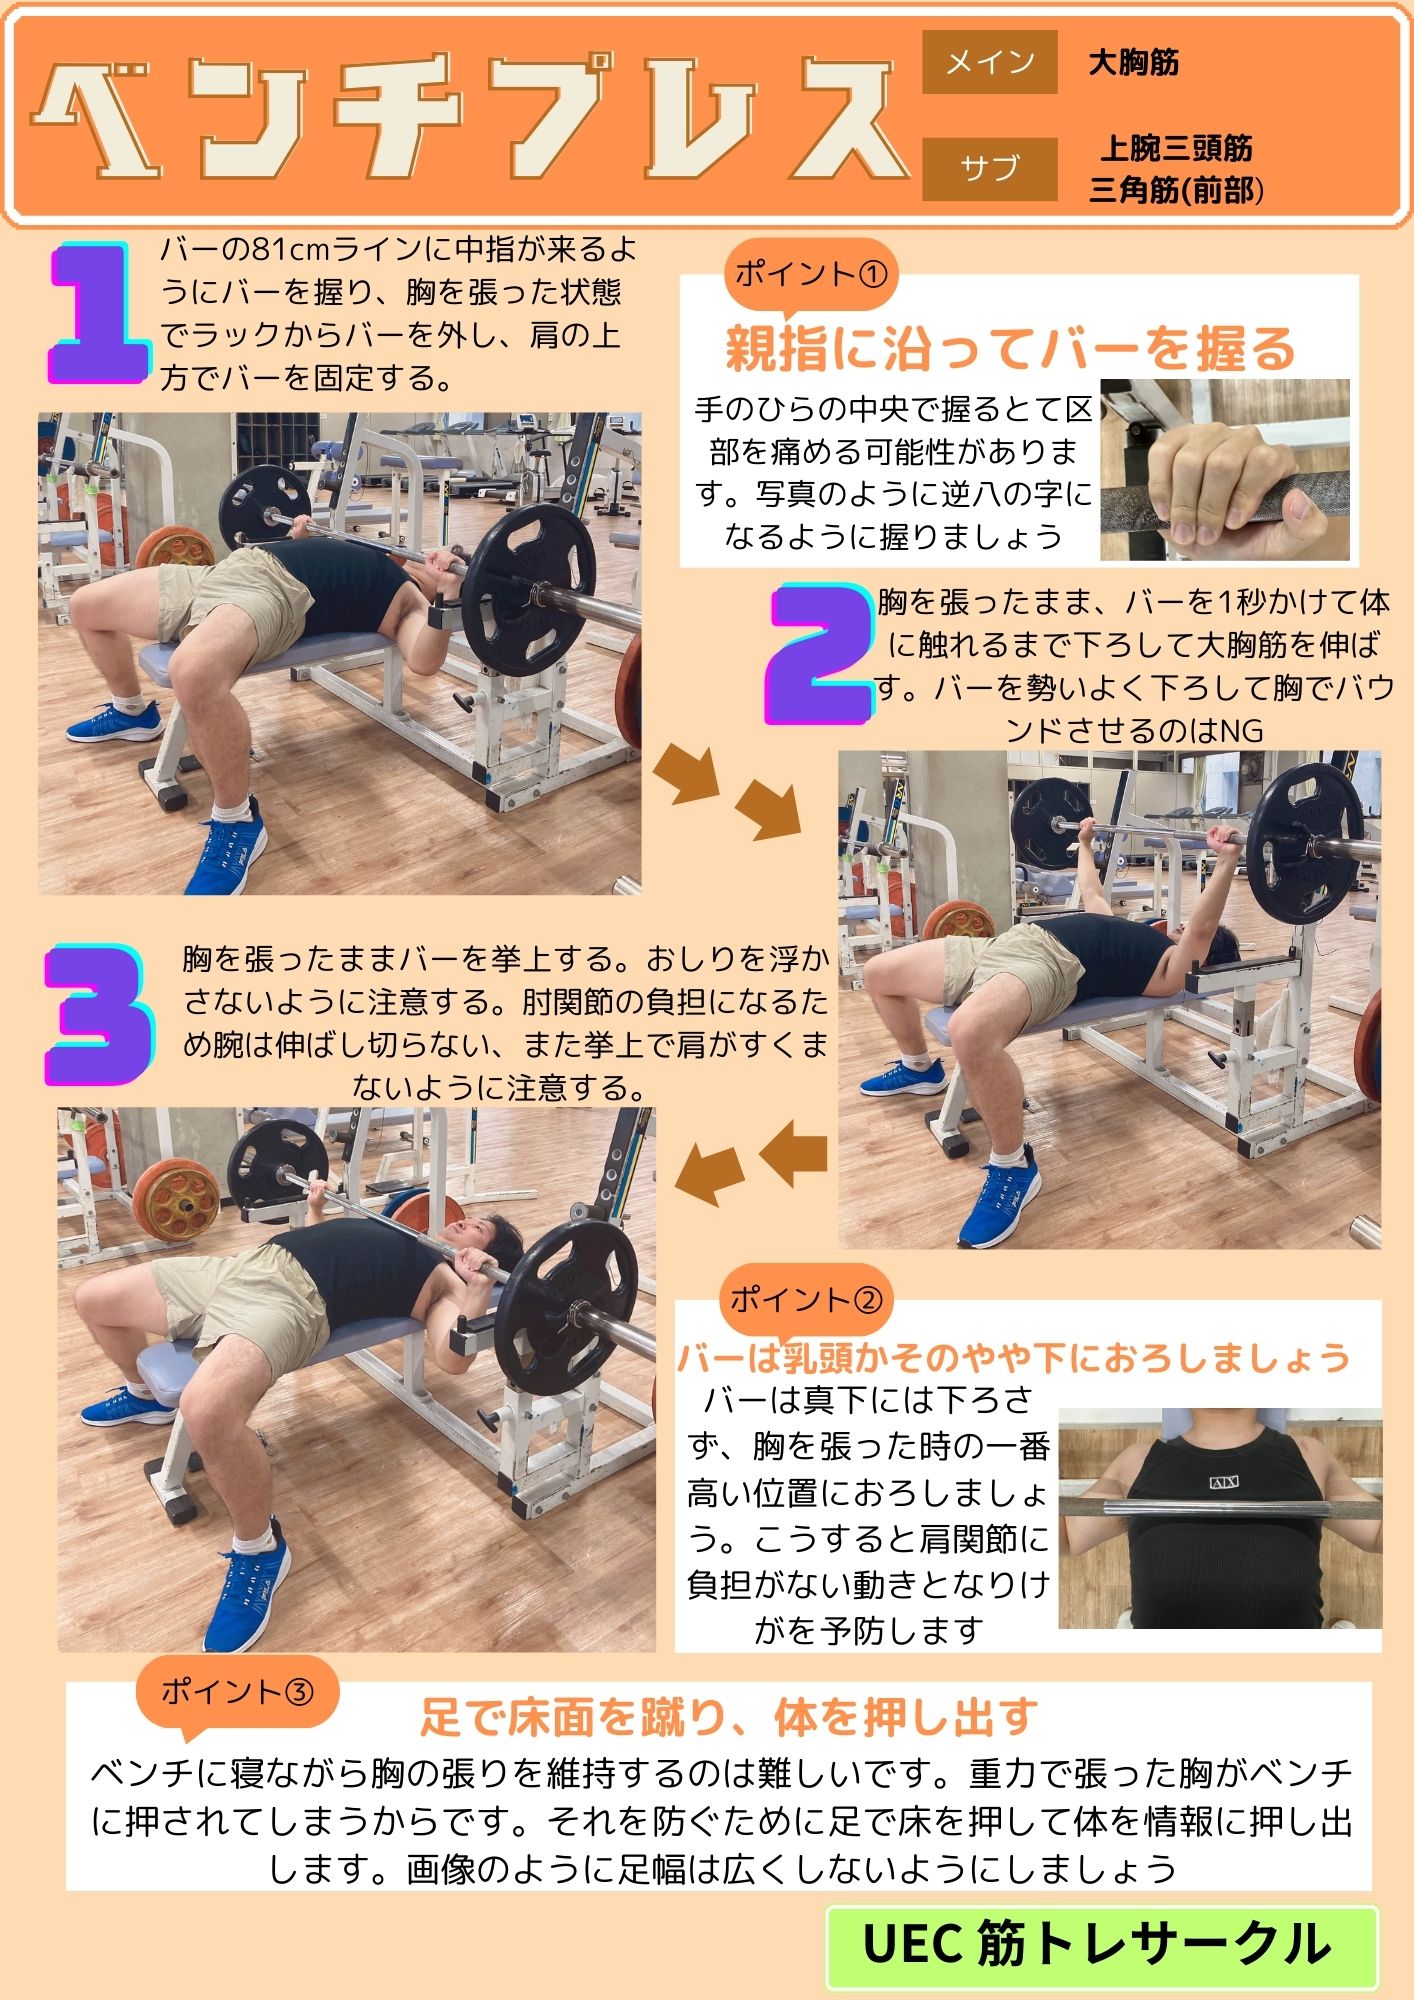 ベンチプレス
メイン
大胸筋
サブ
上腕三頭筋
三角筋(前部)
1
バーの81cmラインに中指が来るよ
うにバーを握り、胸を張った状態
でラックからバーを外し、肩の上
方でバーを固定する。
ポイント①
親指に沿ってバーを握る
手のひらの中央で握るとて区
部を痛める可能性がありま
す。写真のように逆八の字に
なるように握りましょう
2
胸を張ったまま、バーを1秒かけて体
に触れるまで下ろして大胸筋を伸ば
す。バーを勢いよく下ろして胸でバウ
ンドさせるのはNG
3
胸を張ったままバーを挙上する。おしりを浮か
さないように注意する。肘関節の負担になるた
め腕は伸ばし切らない、また挙上で肩がすくま
ないように注意する。
ポイント②
バーは乳頭かそのやや下におろしましょう
バーは真下には下ろさ
ず、胸を張った時の一番
高い位置におろしましょ
う。こうすると肩関節に
負担がない動きとなりけ
がを予防します
A|X
ポイント③
足で床面を蹴り、体を押し出す
ベンチに寝ながら胸の張りを維持するのは難しいです。重力で張った胸がベンチ
に押されてしまうからです。それを防ぐために足で床を押して体を情報に押し出
します。画像のように足幅は広くしないようにしましょう
UEC 筋トレサークル